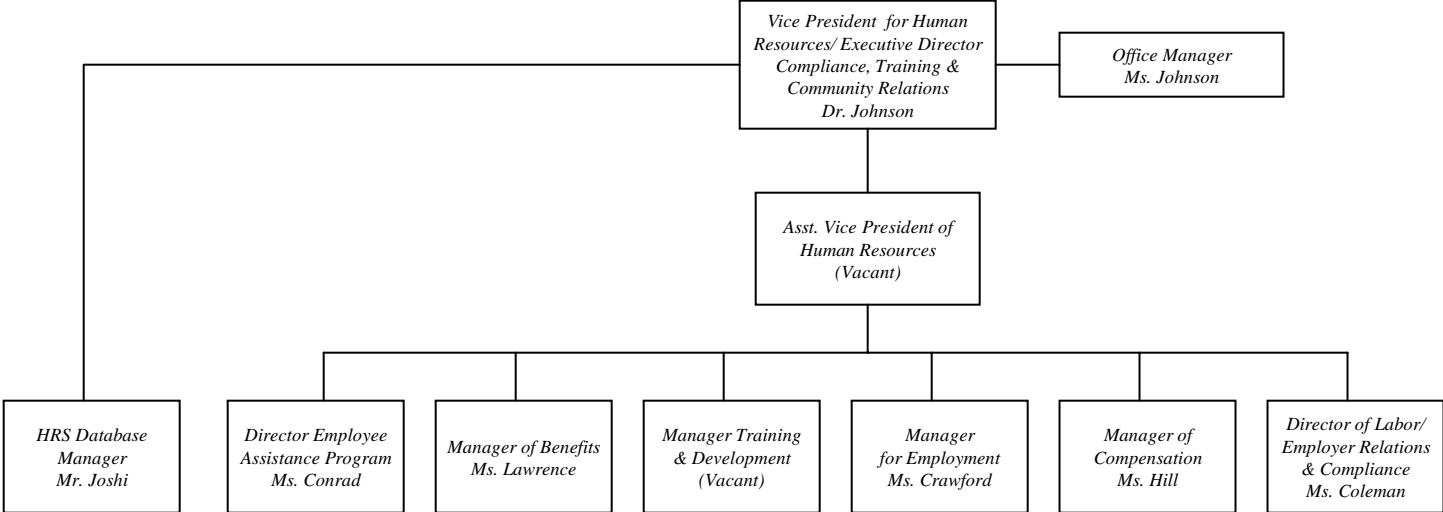 Vice President for Human
Resources/ Executive Director
Compliance, Training &
Community Relations
Dr. Johnson
Office Manager
Ms. Johnson
Asst. Vice President of
Human Resources
(Vacant)
HRS Database
Manager
Mr. Joshi
Director Employee
Assistance Program
Ms. Conrad
Manager of Benefits
Ms. Lawrence
Manager Training
& Development
(Vacant)
Manager
for Employment
Ms. Crawford
Manager of
Compensation
Ms. Hill
Director of Labor/
Employer Relations
& Compliance
Ms. Coleman